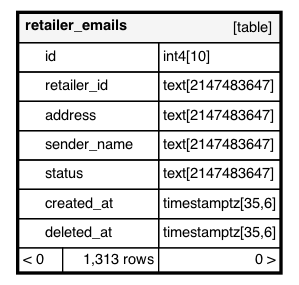 retailer_emails [table]
id int4[10]
retailer_id text[2147483647]
address text[2147483647]
sender_name text[2147483647]
status text[2147483647]
created_at timestamptz[35,6]
deleted_at timestamptz[35,6]
< 0 1,313 rows 0 >